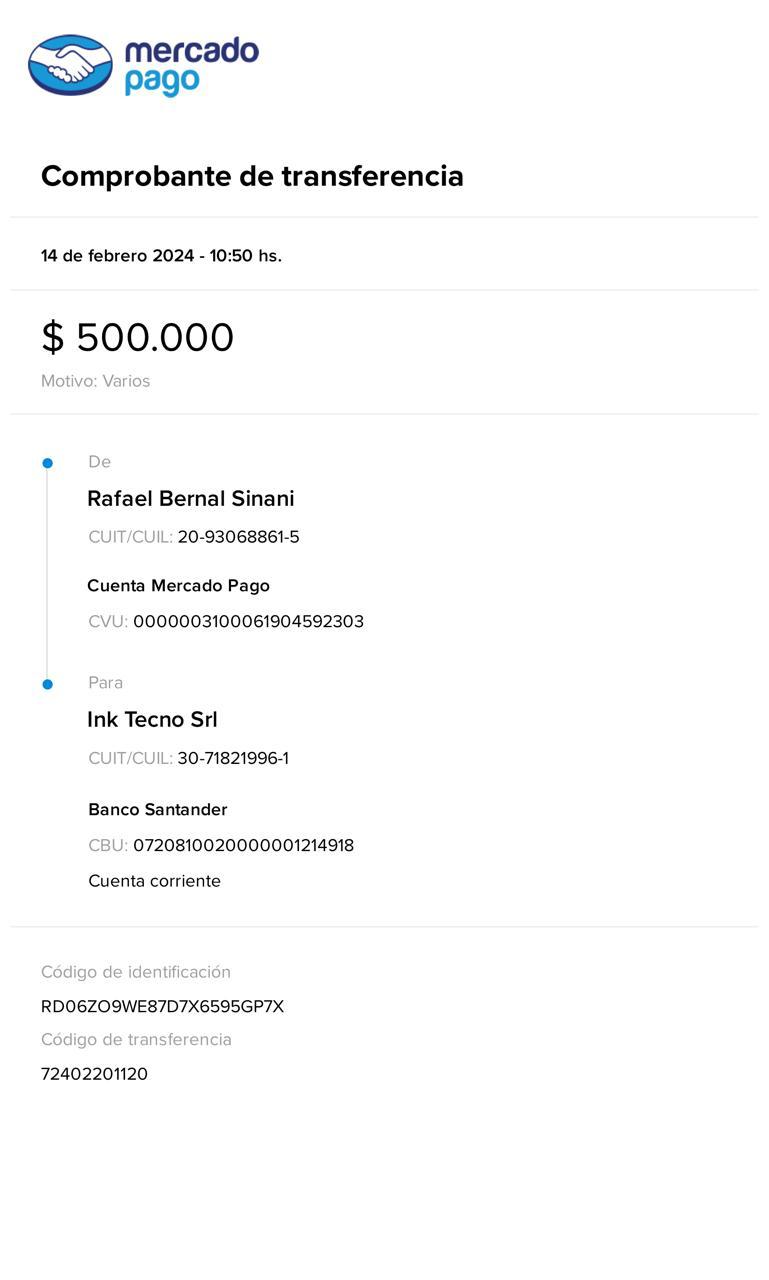 mercado
pago
Comprobante de transferencia
14 de febrero 2024 - 10:50 hs.
$ 500.000
Motivo: Varios
De
Rafael Bernal Sinani
CUIT/CUIL: 20-93068861-5
Cuenta Mercado Pago
CVU: 0000003100061904592303
Para
Ink Tecno Srl
CUIT/CUIL: 30-71821996-1
Banco Santander
CBU: 0720810020000001214918
Cuenta corriente
Código de identificación
RD06ZO9WE87D7X6595GP7X
Código de transferencia
72402201120